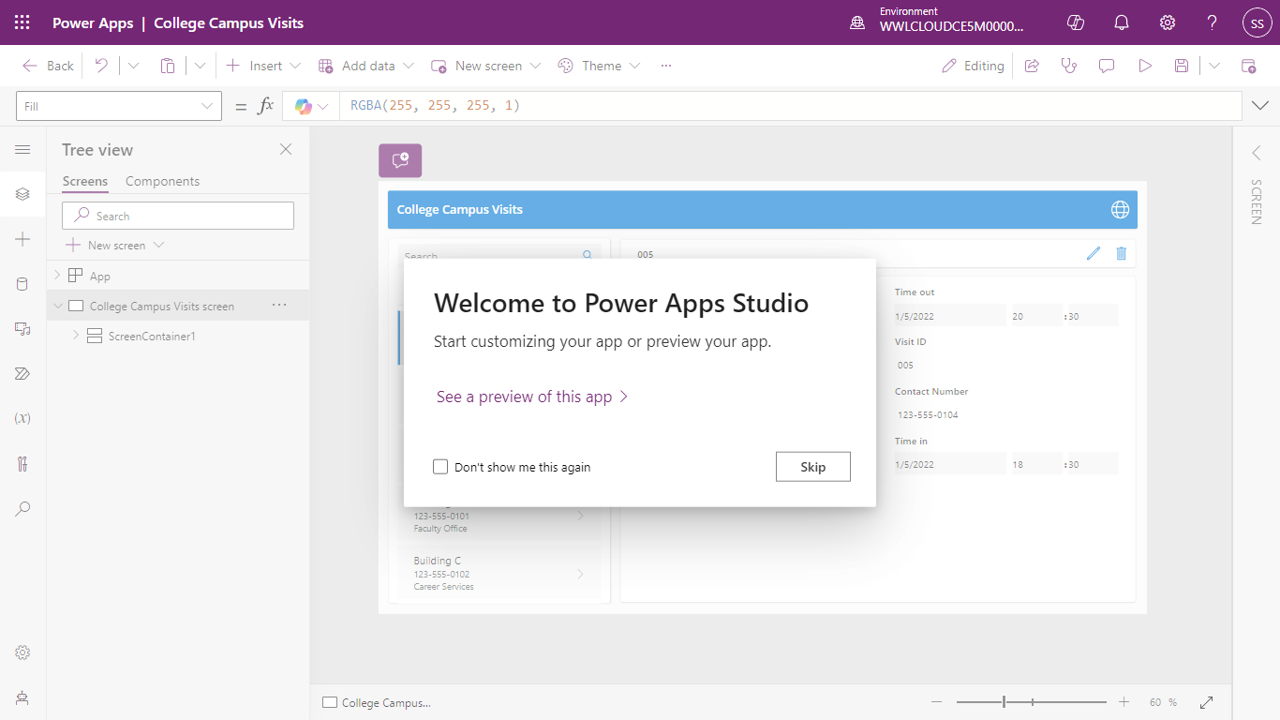 Power Apps | College Campus Visits
Environment
WWLCLOUDCE5M0000...
SS
Back
Insert
Add data
New screen
Theme
...
Editing
Fill
= fx
RGBA(255, 255, 255, 1)
Tree view
Screens
Components
Search
New screen
App
College Campus Visits screen
...
ScreenContainer1
(x)
College Campus Visits
Search
005
Time out
1/5/2022
20
:30
Visit ID
005
Contact Number
123-555-0104
Time in
1/5/2022
18
:30
Welcome to Power Apps Studio
Start customizing your app or preview your app.
See a preview of this app
Don't show me this again
Skip
123-555-0101
Faculty Office
Building C
123-555-0102
Career Services
SCREEN
College Campus...
60 %